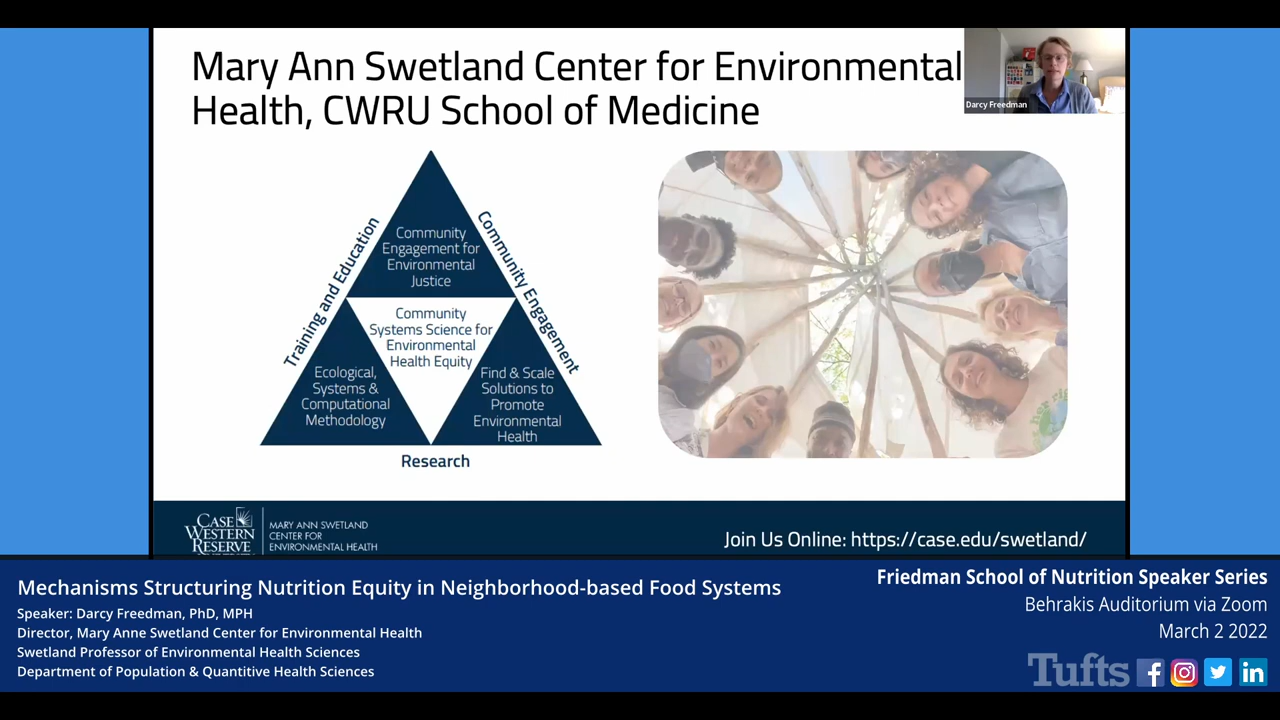 Mary Ann Swetland Center for Environmental
Health, CWRU School of Medicine
Darcy Freedman
Training and Education
Community Engagement
Community
Engagement for
Environmental
Justice
Community
Systems Science for
Environmental
Health Equity
Ecological,
Systems &
Computational
Methodology
Find & Scale
Solutions to
Promote
Environmental
Health
Research
CASE
WESTERN
RESERVE
MARY ANN SWETLAND
CENTER FOR
ENVIRONMENTAL HEALTH
Join Us Online: https://case.edu/swetland/
Mechanisms Structuring Nutrition Equity in Neighborhood-based Food Systems
Speaker: Darcy Freedman, PhD, MPH
Director, Mary Anne Swetland Center for Environmental Health
Swetland Professor of Environmental Health Sciences
Department of Population & Quantitative Health Sciences
Friedman School of Nutrition Speaker Series
Behrakis Auditorium via Zoom
March 2 2022
Tufts